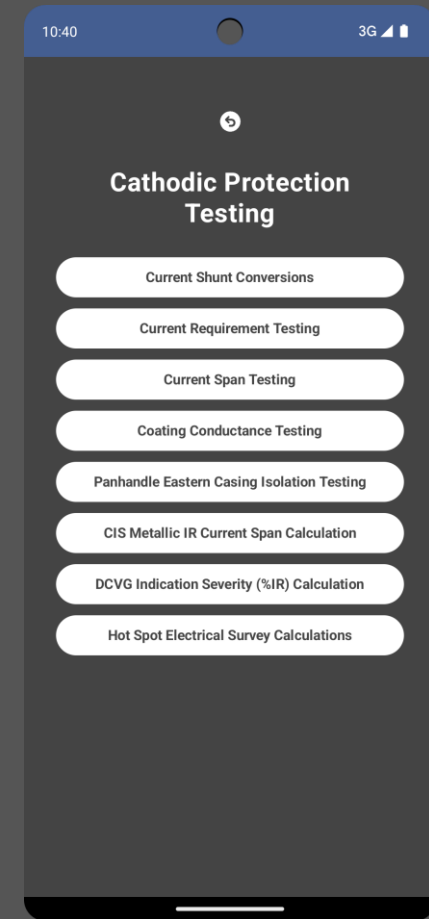 10:40
3G
Cathodic Protection
Testing
Current Shunt Conversions
Current Requirement Testing
Current Span Testing
Coating Conductance Testing
Panhandle Eastern Casing Isolation Testing
CIS Metallic IR Current Span Calculation
DCVG Indication Severity (%IR) Calculation
Hot Spot Electrical Survey Calculations